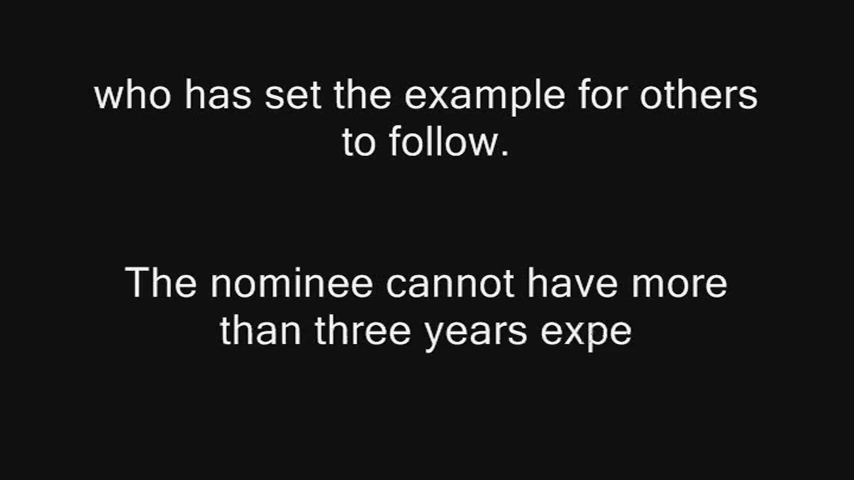 who has set the example for others
to follow.
The nominee cannot have more
than three years expe